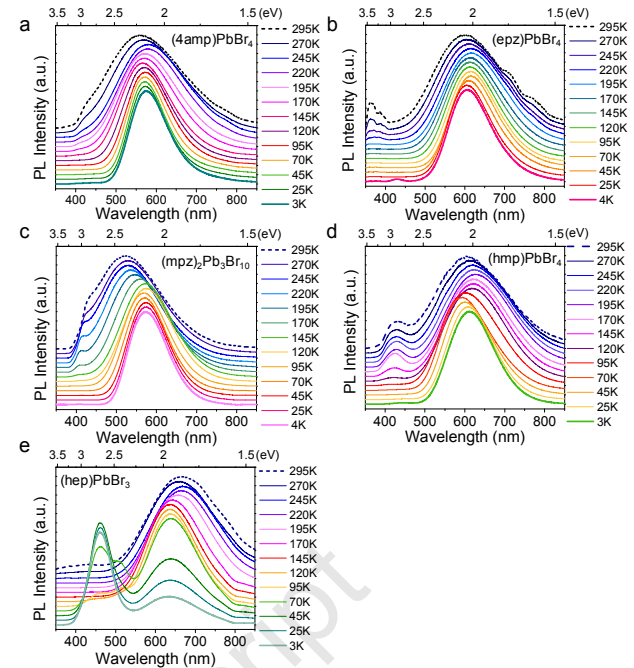 a
3.5 3 2.5 2 1.5 (eV)
(4amp)PbBr4
PL Intensity (a.u.)
400 500 600 700 800
Wavelength (nm)
295K
270K
245K
220K
195K
170K
145K
120K
95K
70K
45K
25K
3K
b
3.5 3 2.5 2 1.5(eV)
(epz)PbBr4
PL Intensity (a.u.)
400 500 600 700 800
Wavelength (nm)
295K
270K
245K
220K
195K
170K
145K
120K
95K
70K
45K
25K
4K
c
3.5 3 2.5 2 1.5(eV)
(mpz)2Pb3Br10
PL Intensity (a.u.)
400 500 600 700 800
Wavelength (nm)
295K
270K
245K
220K
195K
170K
145K
120K
95K
70K
45K
25K
4K
d
3.5 3 2.5 2 1.5(eV)
(hmp)PbBr4
PL Intensity (a.u.)
400 500 600 700 800
Wavelength (nm)
295K
270K
245K
220K
195K
170K
145K
120K
95K
70K
45K
25K
3K
e
3.5 3 2.5 2 1.5(eV)
(hep)PbBr3
PL Intensity (a.u.)
400 500 600 700 800
Wavelength (nm)
295K
270K
245K
220K
195K
170K
145K
120K
95K
70K
45K
25K
3K
ript